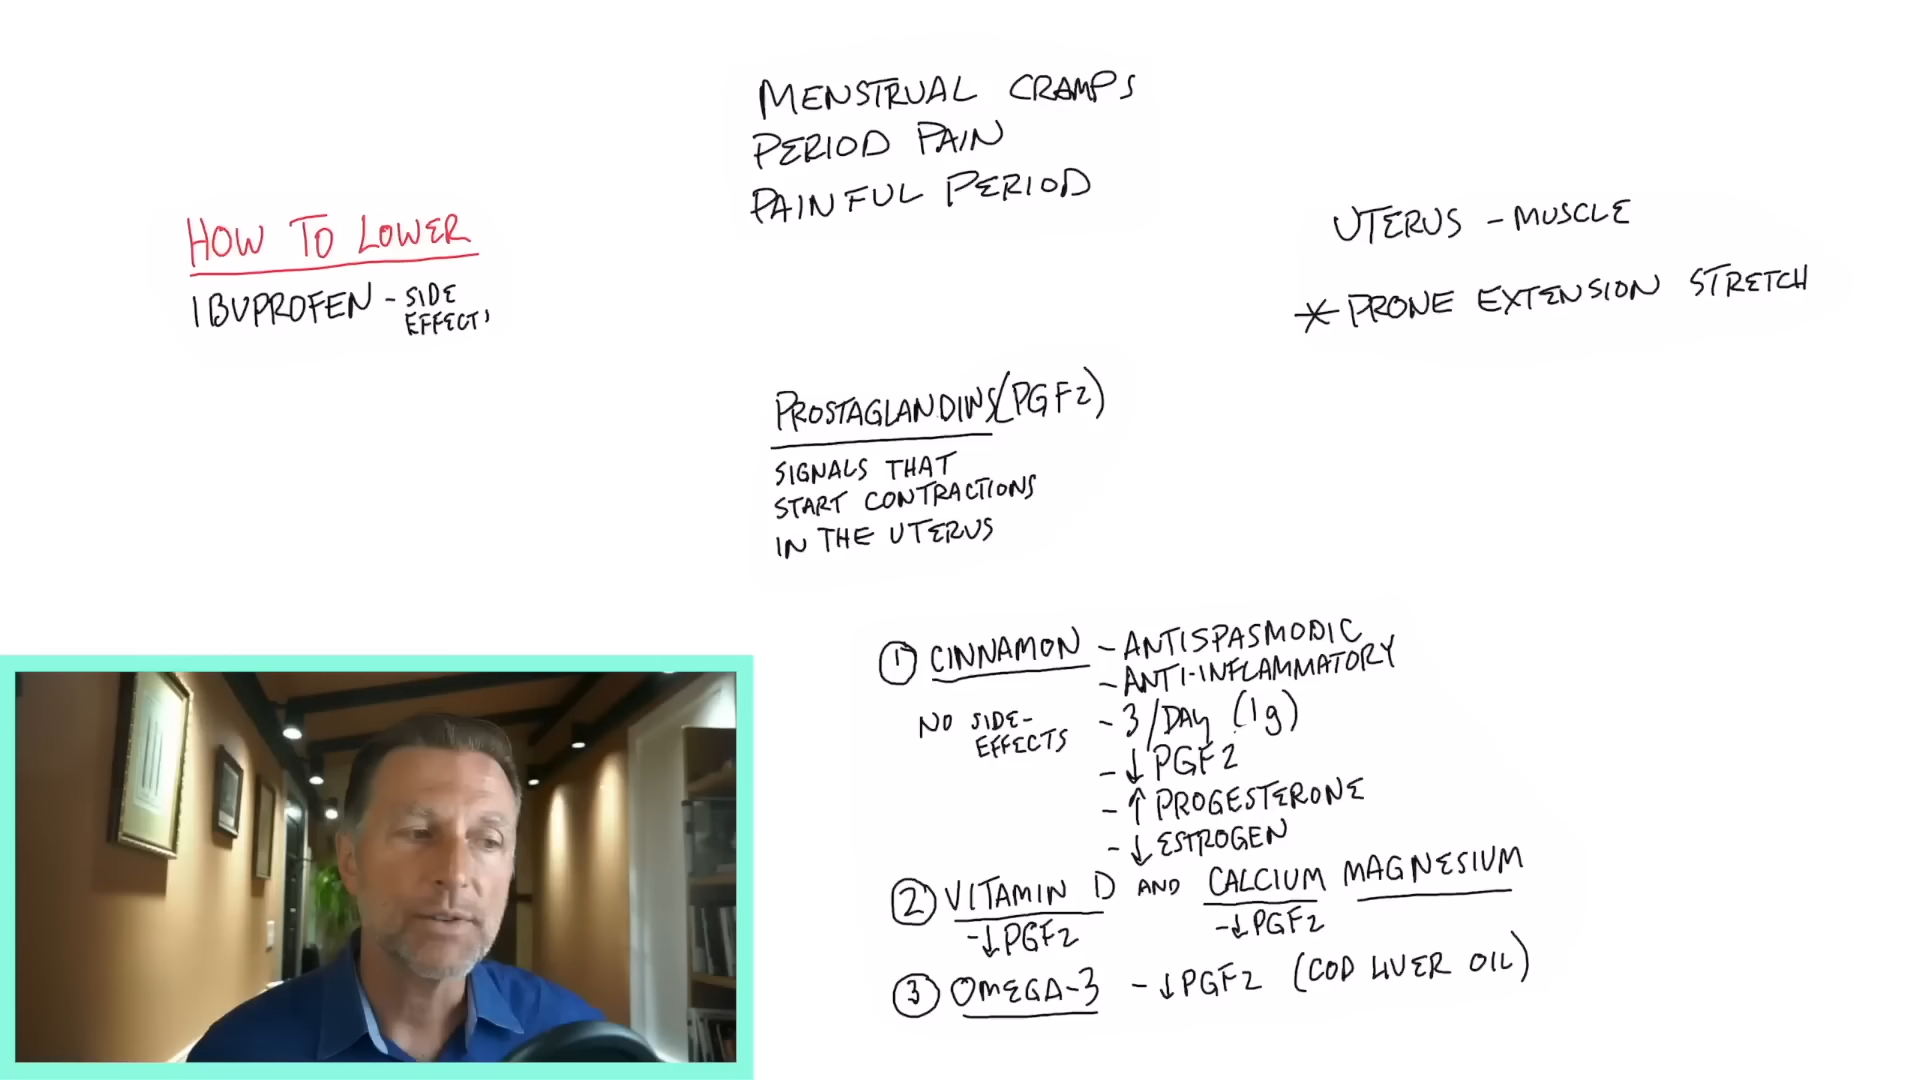 MENSTRUAL CRAMPS
PERIOD PAIN
PAINFUL PERIOD
HOW TO LOWER
IBUPROFEN - SIDE
EFFECTS
UTERUS - MUSCLE
* PRONE EXTENSION STRETCH
PROSTAGLANDINS (PGF2)
SIGNALS THAT
START CONTRACTIONS
IN THE UTERUS
① CINNAMON - ANTISPASMODIC
- ANTI-INFLAMMATORY
NO SIDE-
EFFECTS
- 3/DAY (1g)
- ↓ PGF2
- ↑ PROGESTERONE
- ↓ ESTROGEN
② VITAMIN D AND CALCIUM MAGNESIUM
- ↓ PGF2 - ↓ PGF2
③ OMEGA-3 - ↓ PGF2 (COD LIVER OIL)